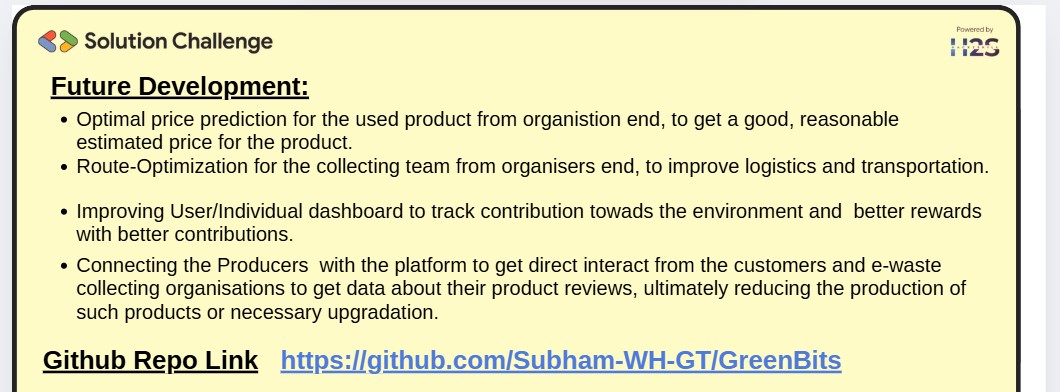 Solution Challenge
Powered by
H2S
Future Development:
• Optimal price prediction for the used product from organistion end, to get a good, reasonable
estimated price for the product.
• Route-Optimization for the collecting team from organisers end, to improve logistics and transportation.
• Improving User/Individual dashboard to track contribution towads the environment and  better rewards
with better contributions.
• Connecting the Producers  with the platform to get direct interact from the customers and e-waste
collecting organisations to get data about their product reviews, ultimately reducing the production of
such products or necessary upgradation.
Github Repo Link https://github.com/Subham-WH-GT/GreenBits